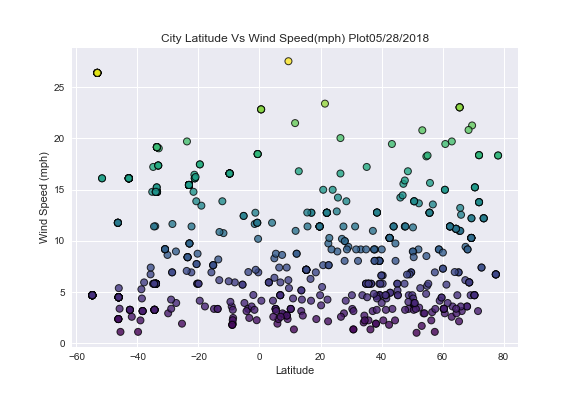 City Latitude Vs Wind Speed(mph) Plot05/28/2018
25
20
15
10
5
0
Wind Speed (mph)
−60 −40 −20 0 20 40 60 80
Latitude